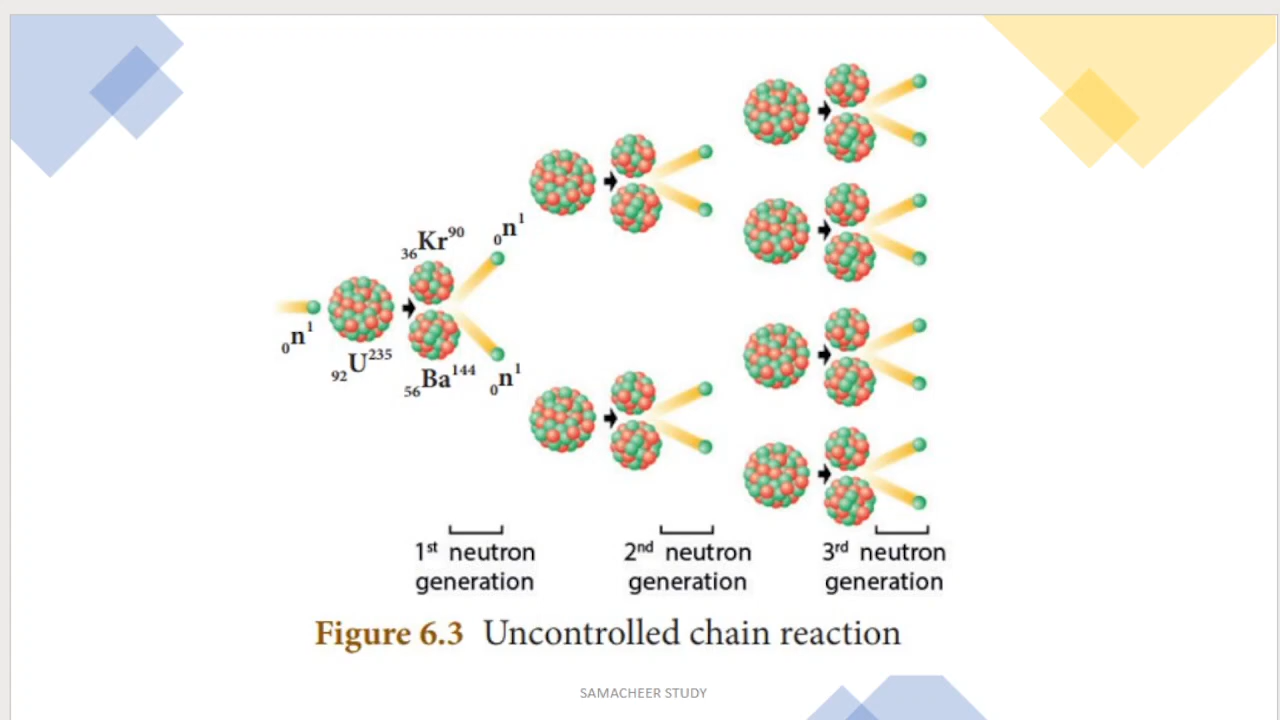 ₃₆Kr⁹⁰
₀n¹
₀n¹
₉₂U²³⁵
₅₆Ba¹⁴⁴
₀n¹
1ˢᵗ neutron
generation
2ⁿᵈ neutron
generation
3ʳᵈ neutron
generation
Figure 6.3 Uncontrolled chain reaction
SAMACHEER STUDY